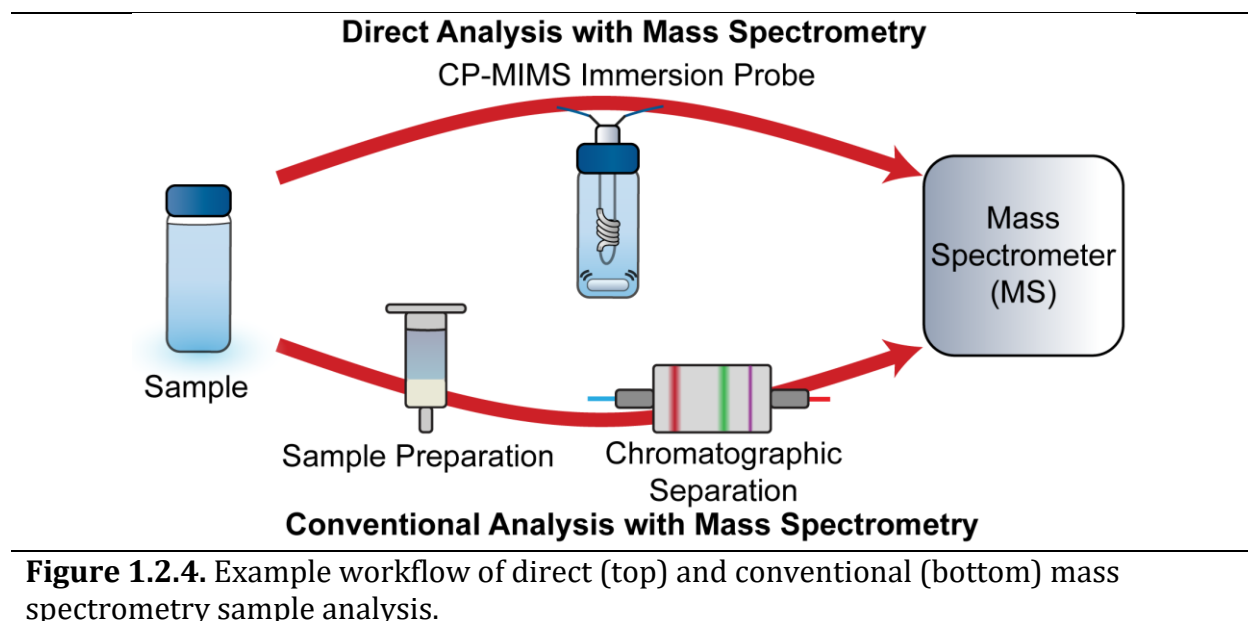 Direct Analysis with Mass Spectrometry
CP-MIMS Immersion Probe
Mass
Spectrometer
(MS)
Sample
Sample Preparation
Chromatographic
Separation
Conventional Analysis with Mass Spectrometry
Figure 1.2.4. Example workflow of direct (top) and conventional (bottom) mass
spectrometry sample analysis.